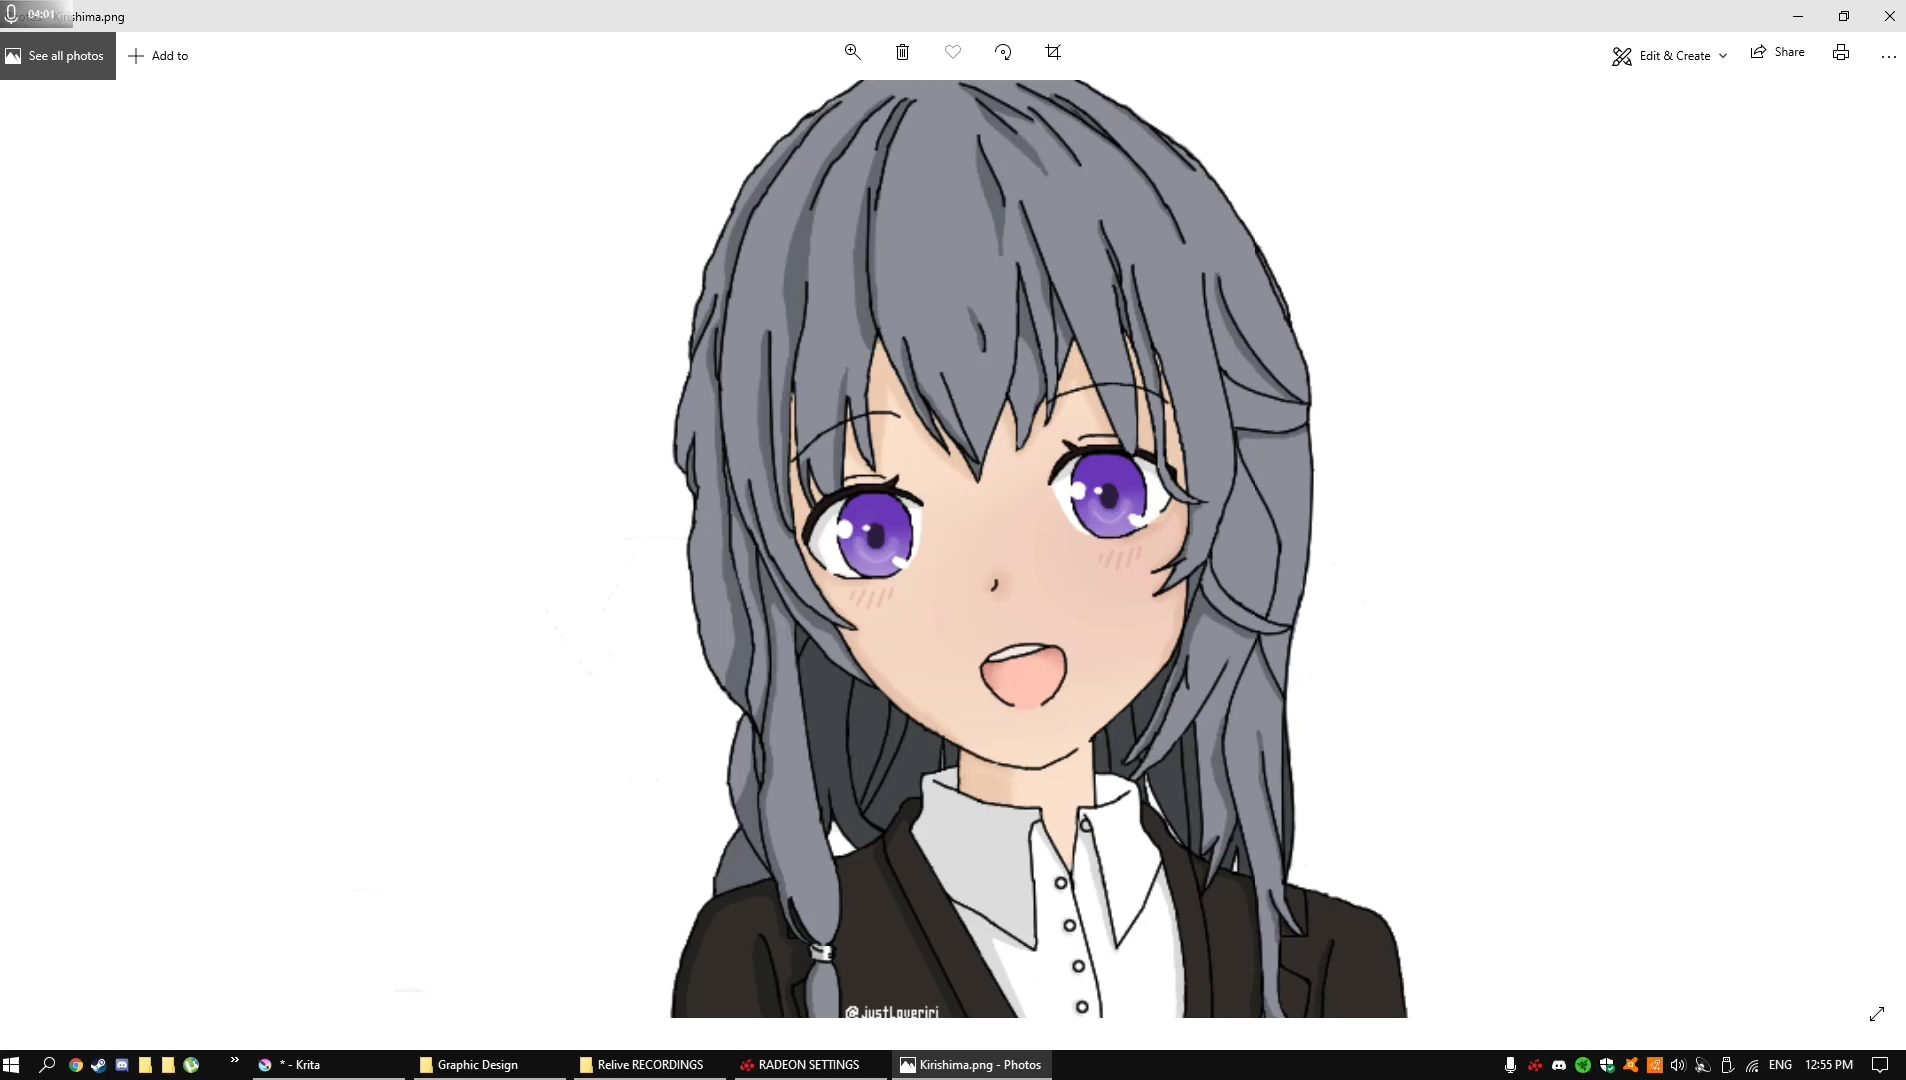 04:01
shima.png
See all photos
Add to
Edit & Create
Share
@justLoveriri
* - Krita
Graphic Design
Relive RECORDINGS
RADEON SETTINGS
Kirishima.png - Photos
ENG
12:55 PM